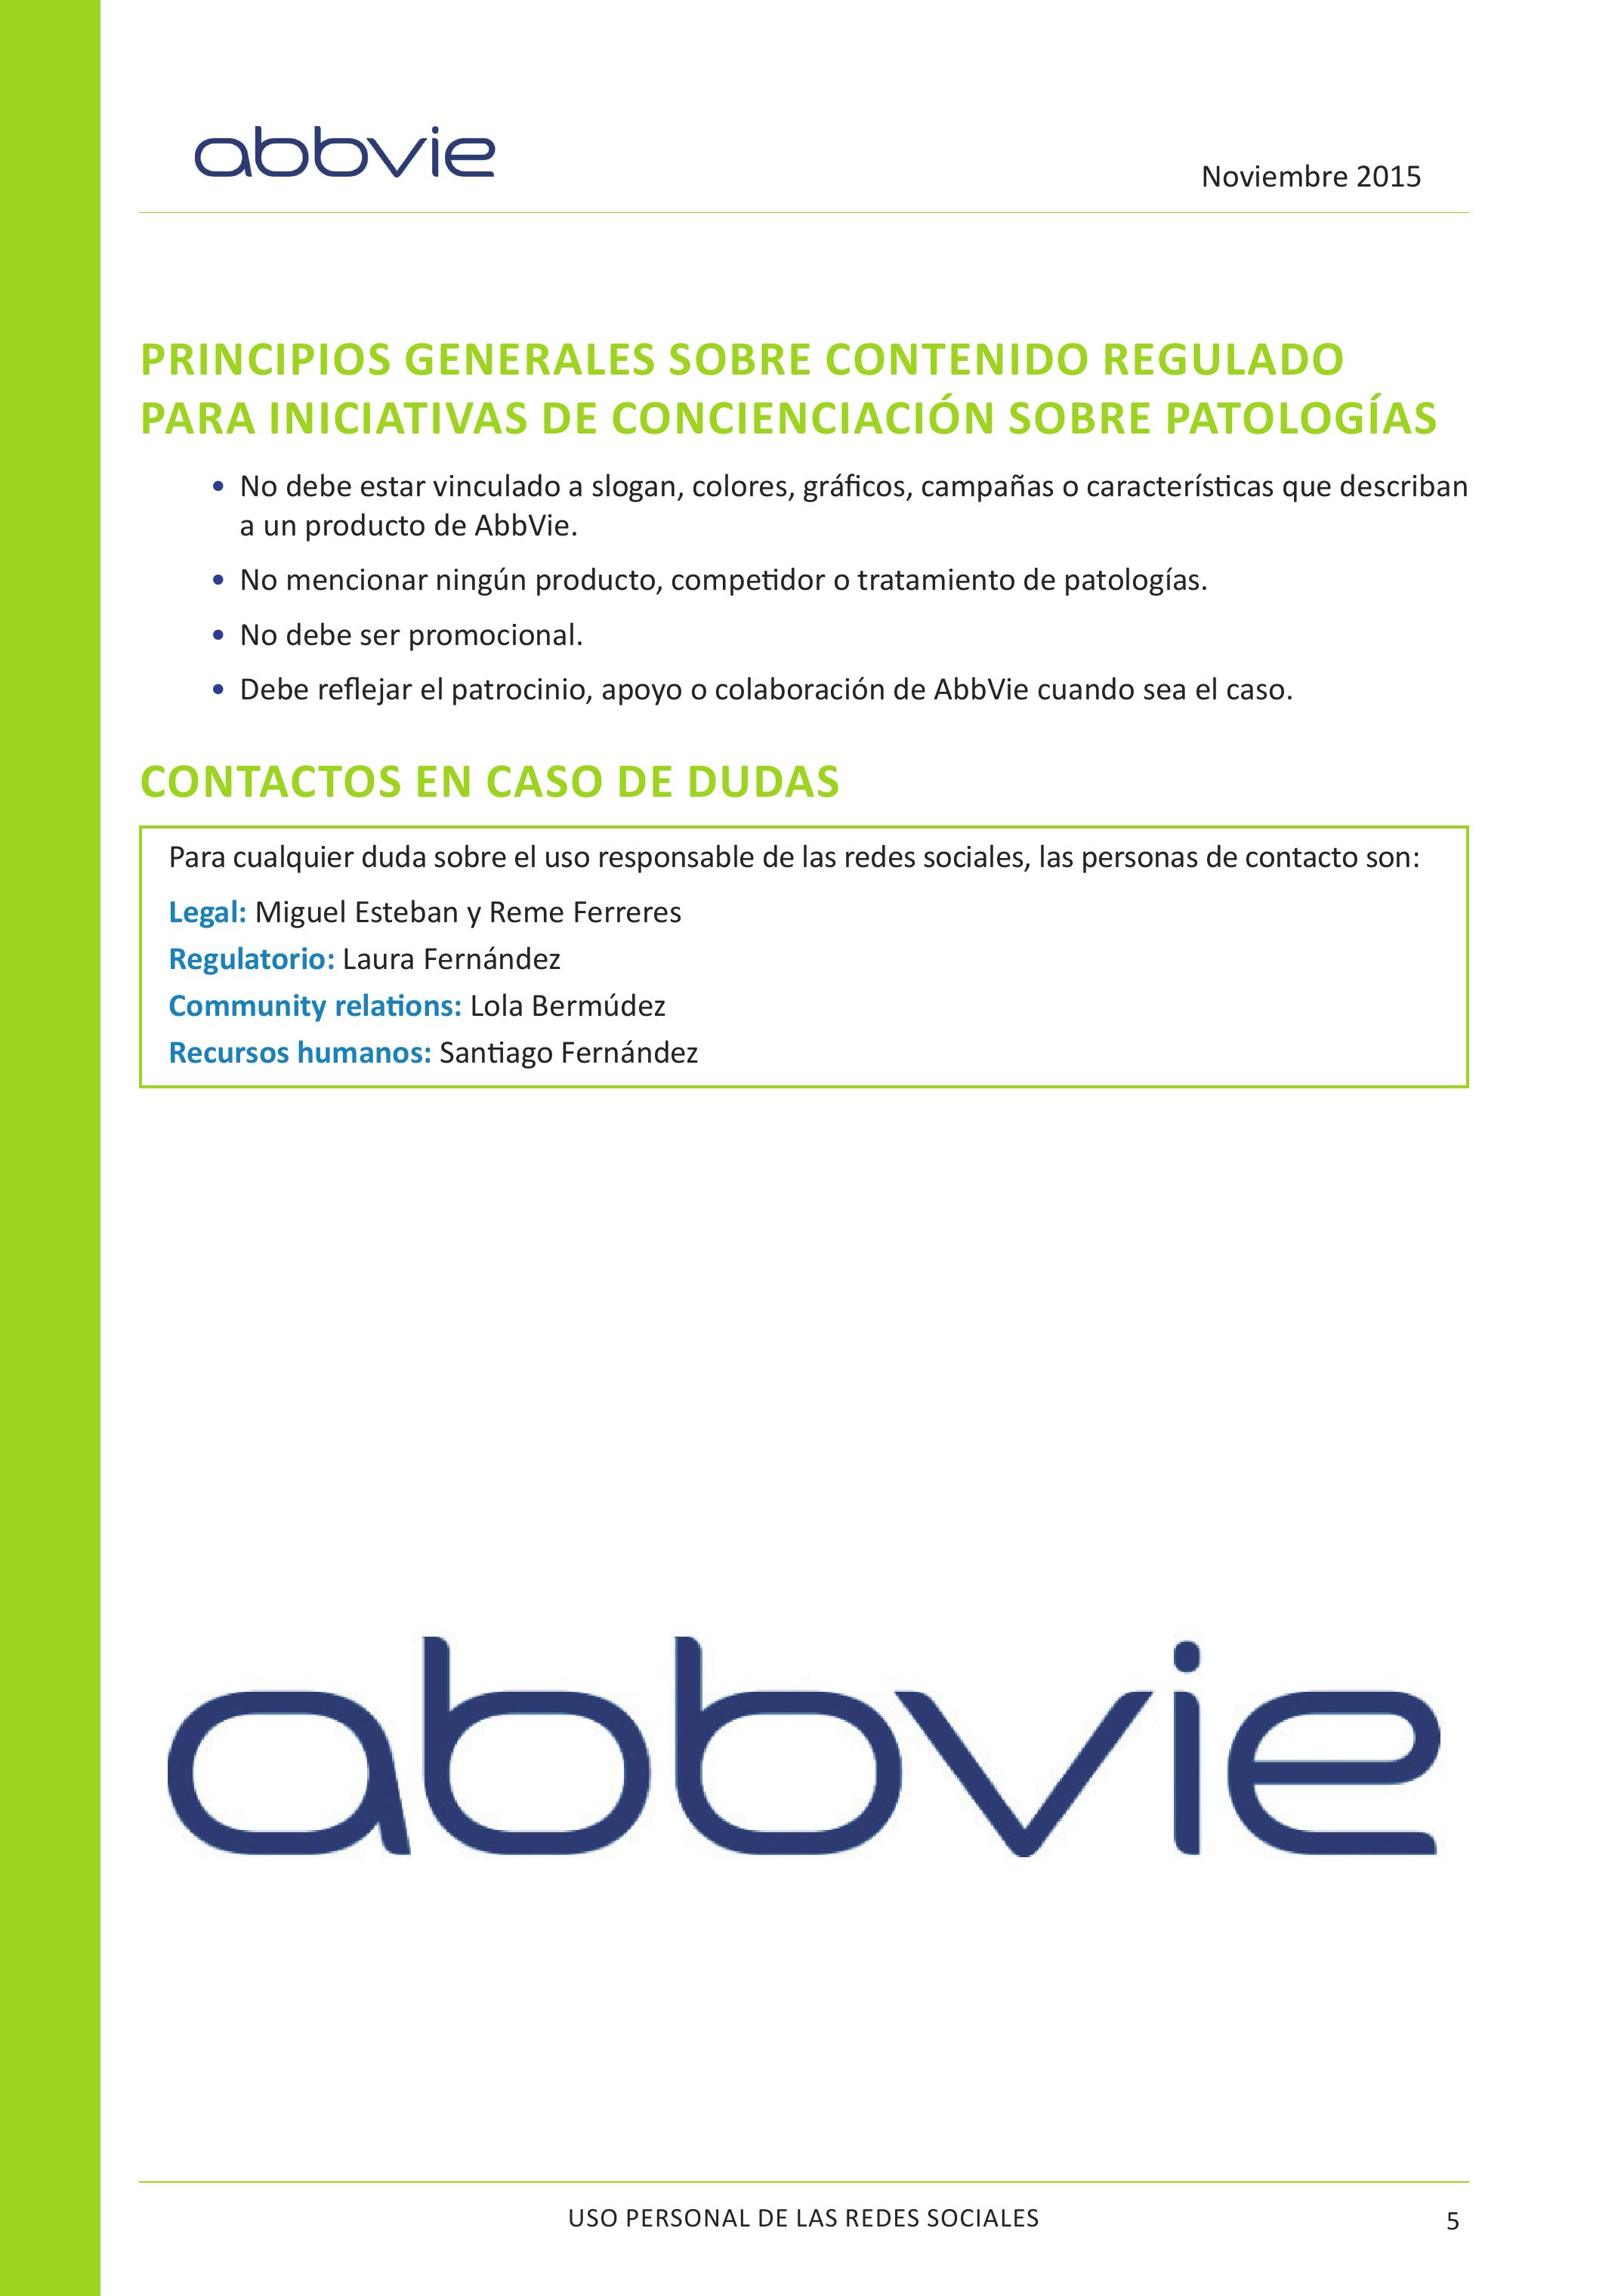 abbvie
Noviembre 2015
PRINCIPIOS GENERALES SOBRE CONTENIDO REGULADO
PARA INICIATIVAS DE CONCIENCIACIÓN SOBRE PATOLOGÍAS
• No debe estar vinculado a slogan, colores, gráficos, campañas o características que describan
a un producto de AbbVie.
• No mencionar ningún producto, competidor o tratamiento de patologías.
• No debe ser promocional.
• Debe reflejar el patrocinio, apoyo o colaboración de AbbVie cuando sea el caso.
CONTACTOS EN CASO DE DUDAS
Para cualquier duda sobre el uso responsable de las redes sociales, las personas de contacto son:
Legal: Miguel Esteban y Reme Ferreres
Regulatorio: Laura Fernández
Community relations: Lola Bermúdez
Recursos humanos: Santiago Fernández
abbvie
USO PERSONAL DE LAS REDES SOCIALES
5